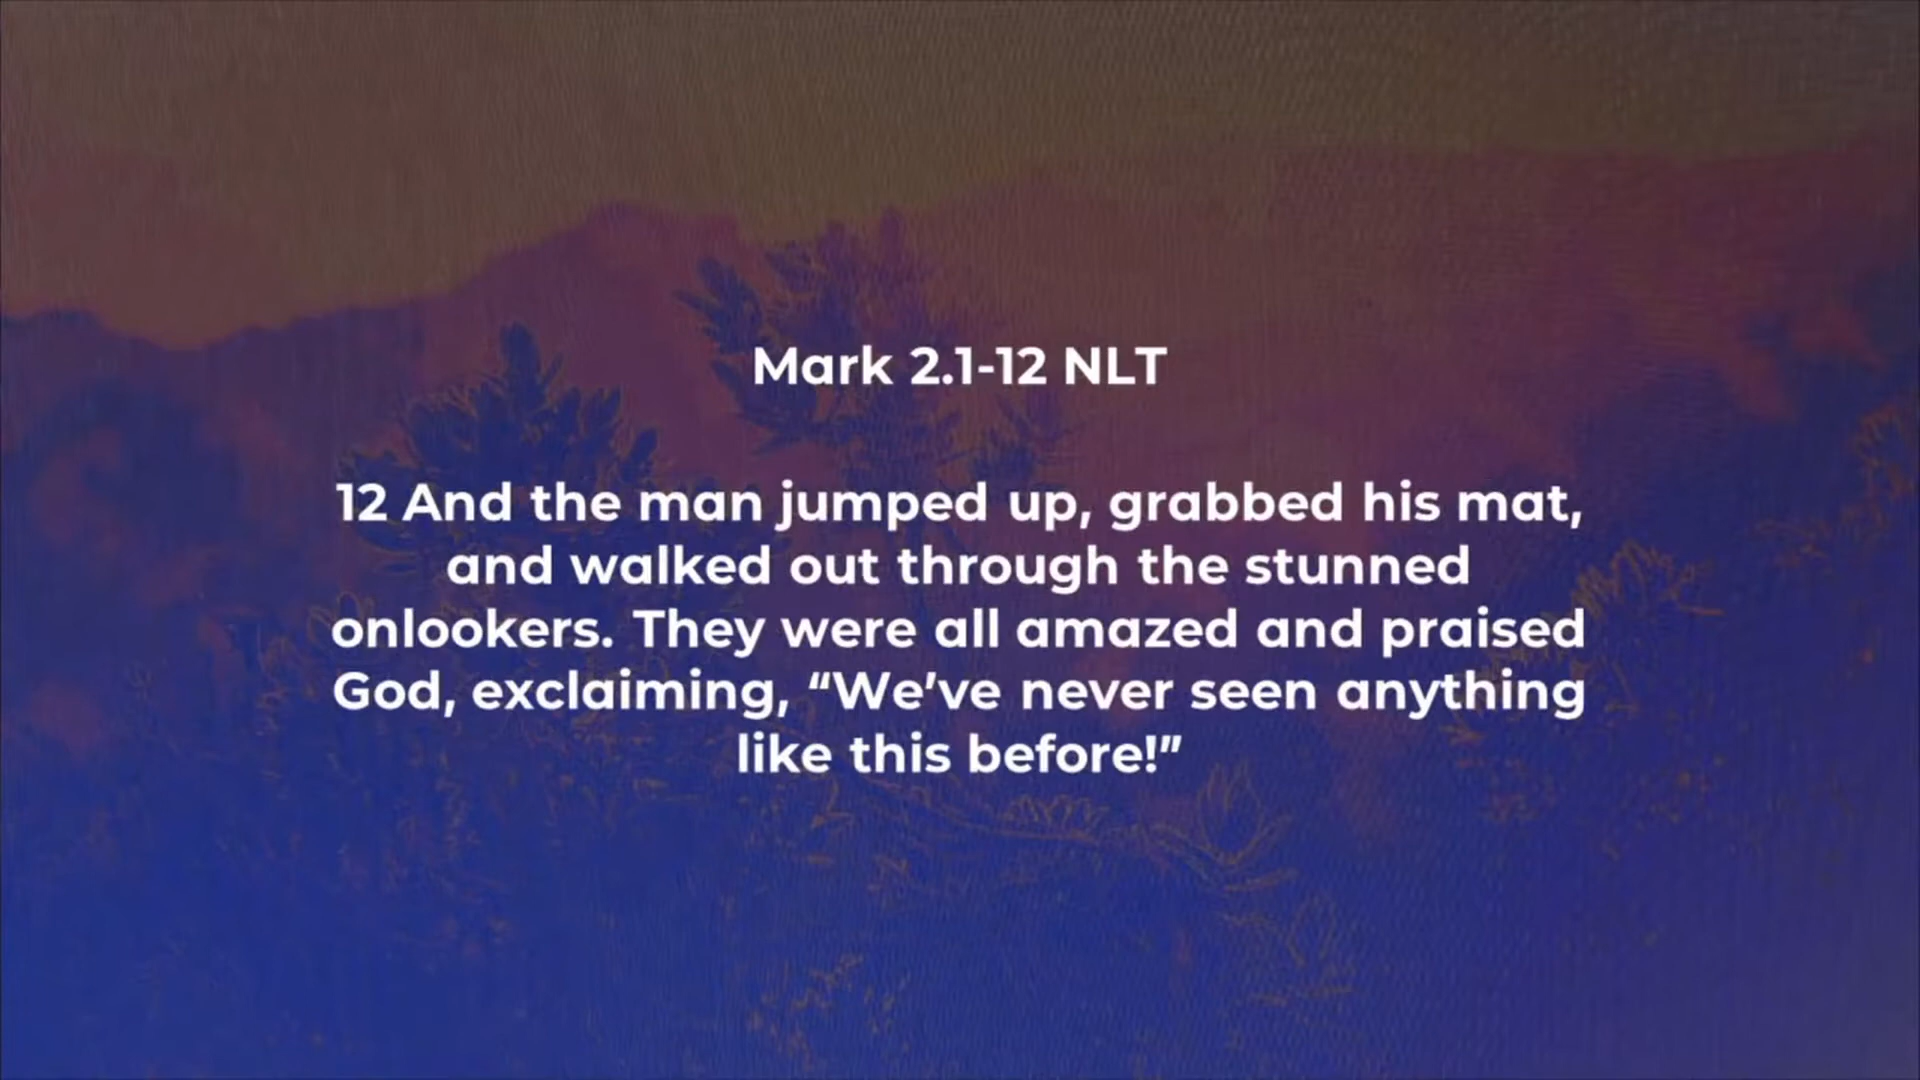 Mark 2.1-12 NLT
12 And the man jumped up, grabbed his mat,
and walked out through the stunned
onlookers. They were all amazed and praised
God, exclaiming, “We’ve never seen anything
like this before!”